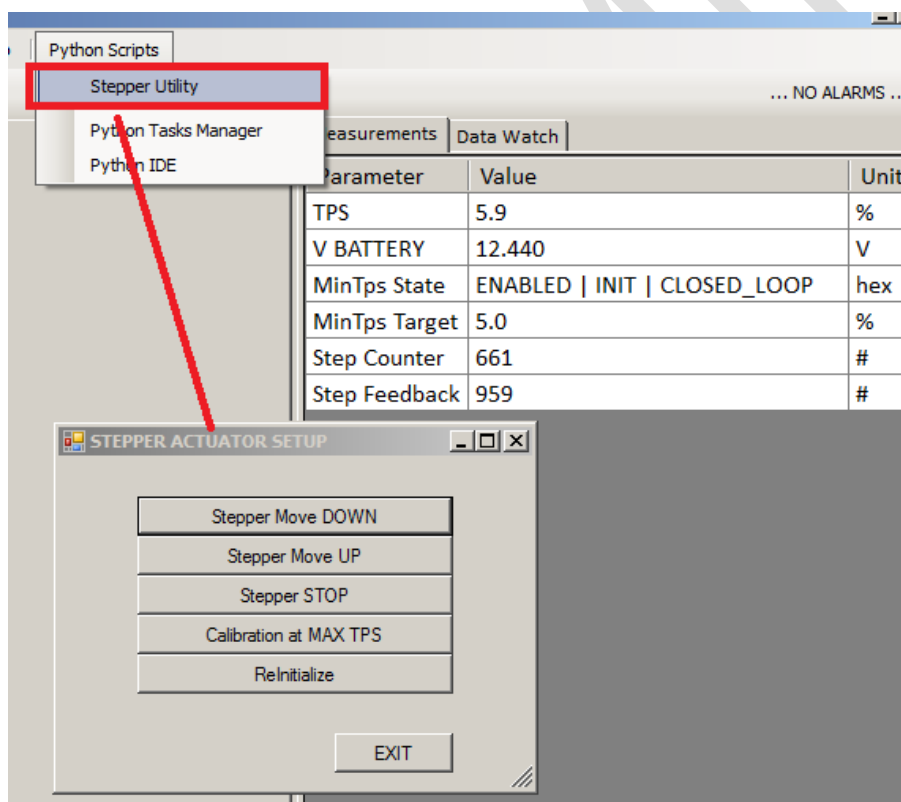 Python Scripts
Stepper Utility
... NO ALARMS ..
Python Tasks Manager
Python IDE
easurements Data Watch
Parameter Value Unit
TPS 5.9 %
V BATTERY 12.440 V
MinTps State ENABLED | INIT | CLOSED_LOOP hex
MinTps Target 5.0 %
Step Counter 661 #
Step Feedback 959 #
STEPPER ACTUATOR SETUP
Stepper Move DOWN
Stepper Move UP
Stepper STOP
Calibration at MAX TPS
ReInitialize
EXIT